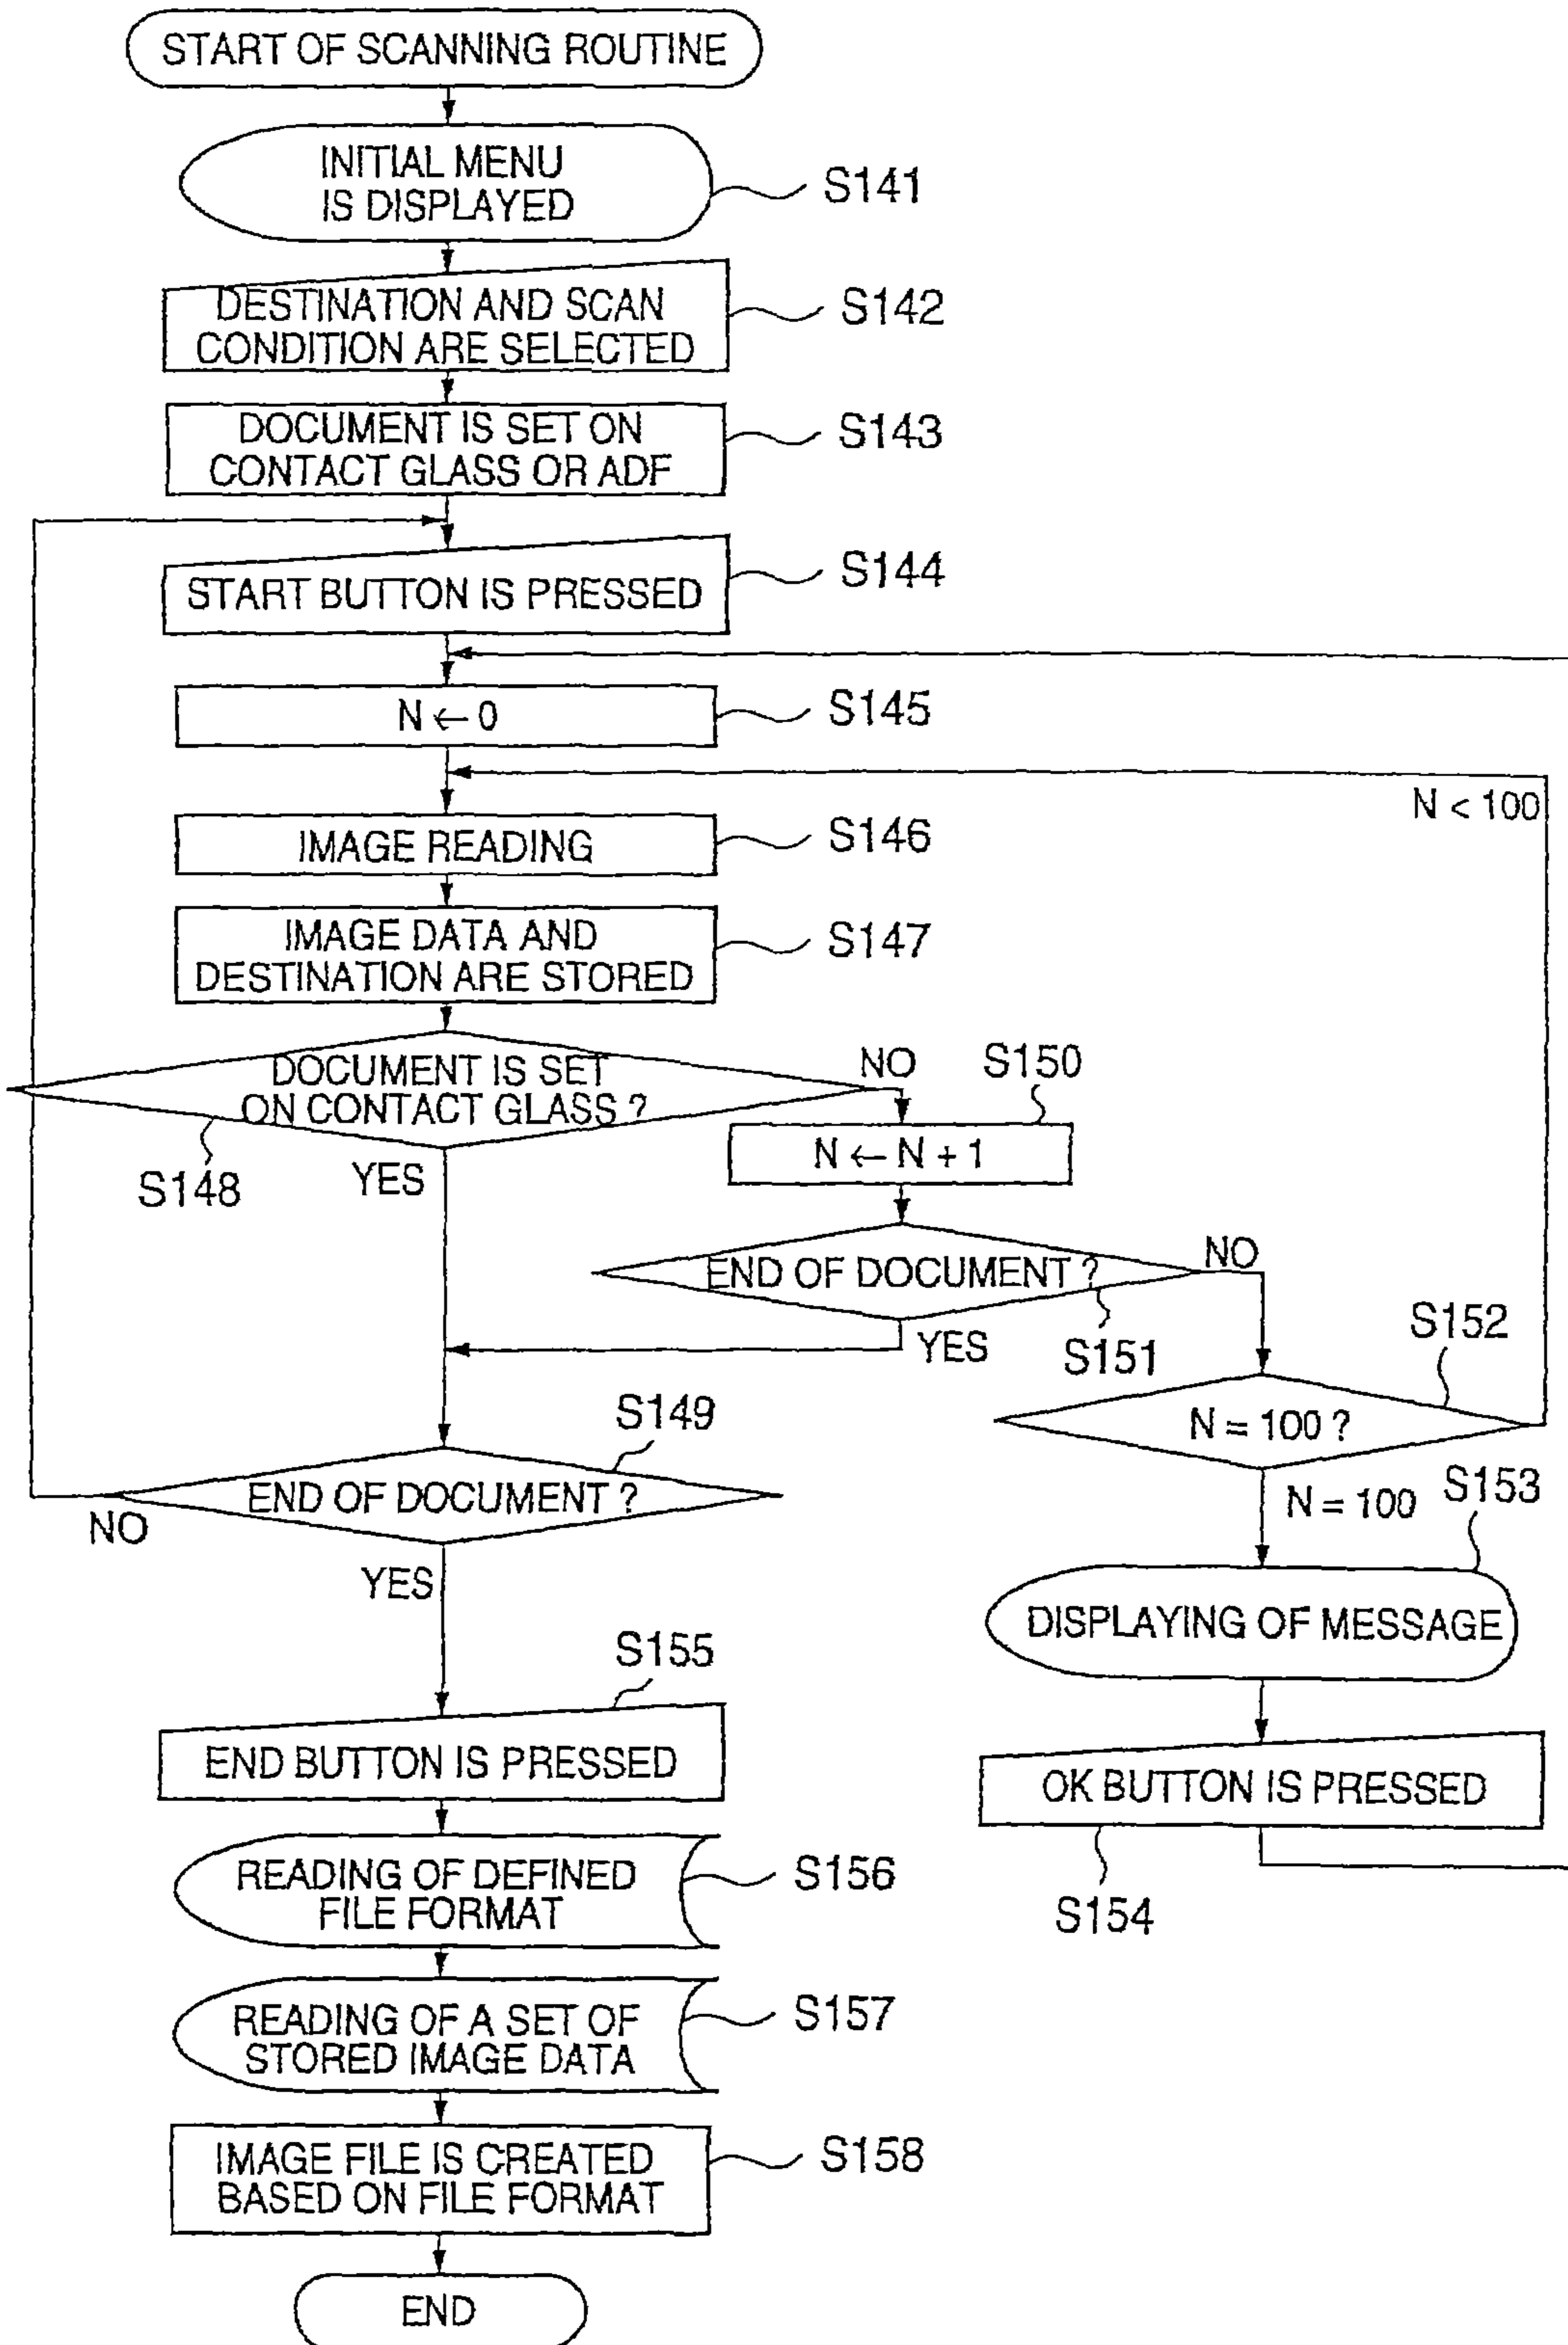 START OF SCANNING ROUTINE
INITIAL MENU
IS DISPLAYED
S141
DESTINATION AND SCAN
CONDITION ARE SELECTED
S142
DOCUMENT IS SET ON
CONTACT GLASS OR ADF
S143
START BUTTON IS PRESSED
S144
N ← 0
S145
N < 100
IMAGE READING
S146
IMAGE DATA AND
DESTINATION ARE STORED
S147
DOCUMENT IS SET
ON CONTACT GLASS ?
NO
S148
YES
S150
N ← N + 1
END OF DOCUMENT ?
NO
YES
S151
S152
N = 100 ?
N = 100
S149
END OF DOCUMENT ?
NO
YES
S153
DISPLAYING OF MESSAGE
OK BUTTON IS PRESSED
S154
S155
END BUTTON IS PRESSED
READING OF DEFINED
FILE FORMAT
S156
READING OF A SET OF
STORED IMAGE DATA
S157
IMAGE FILE IS CREATED
BASED ON FILE FORMAT
S158
END